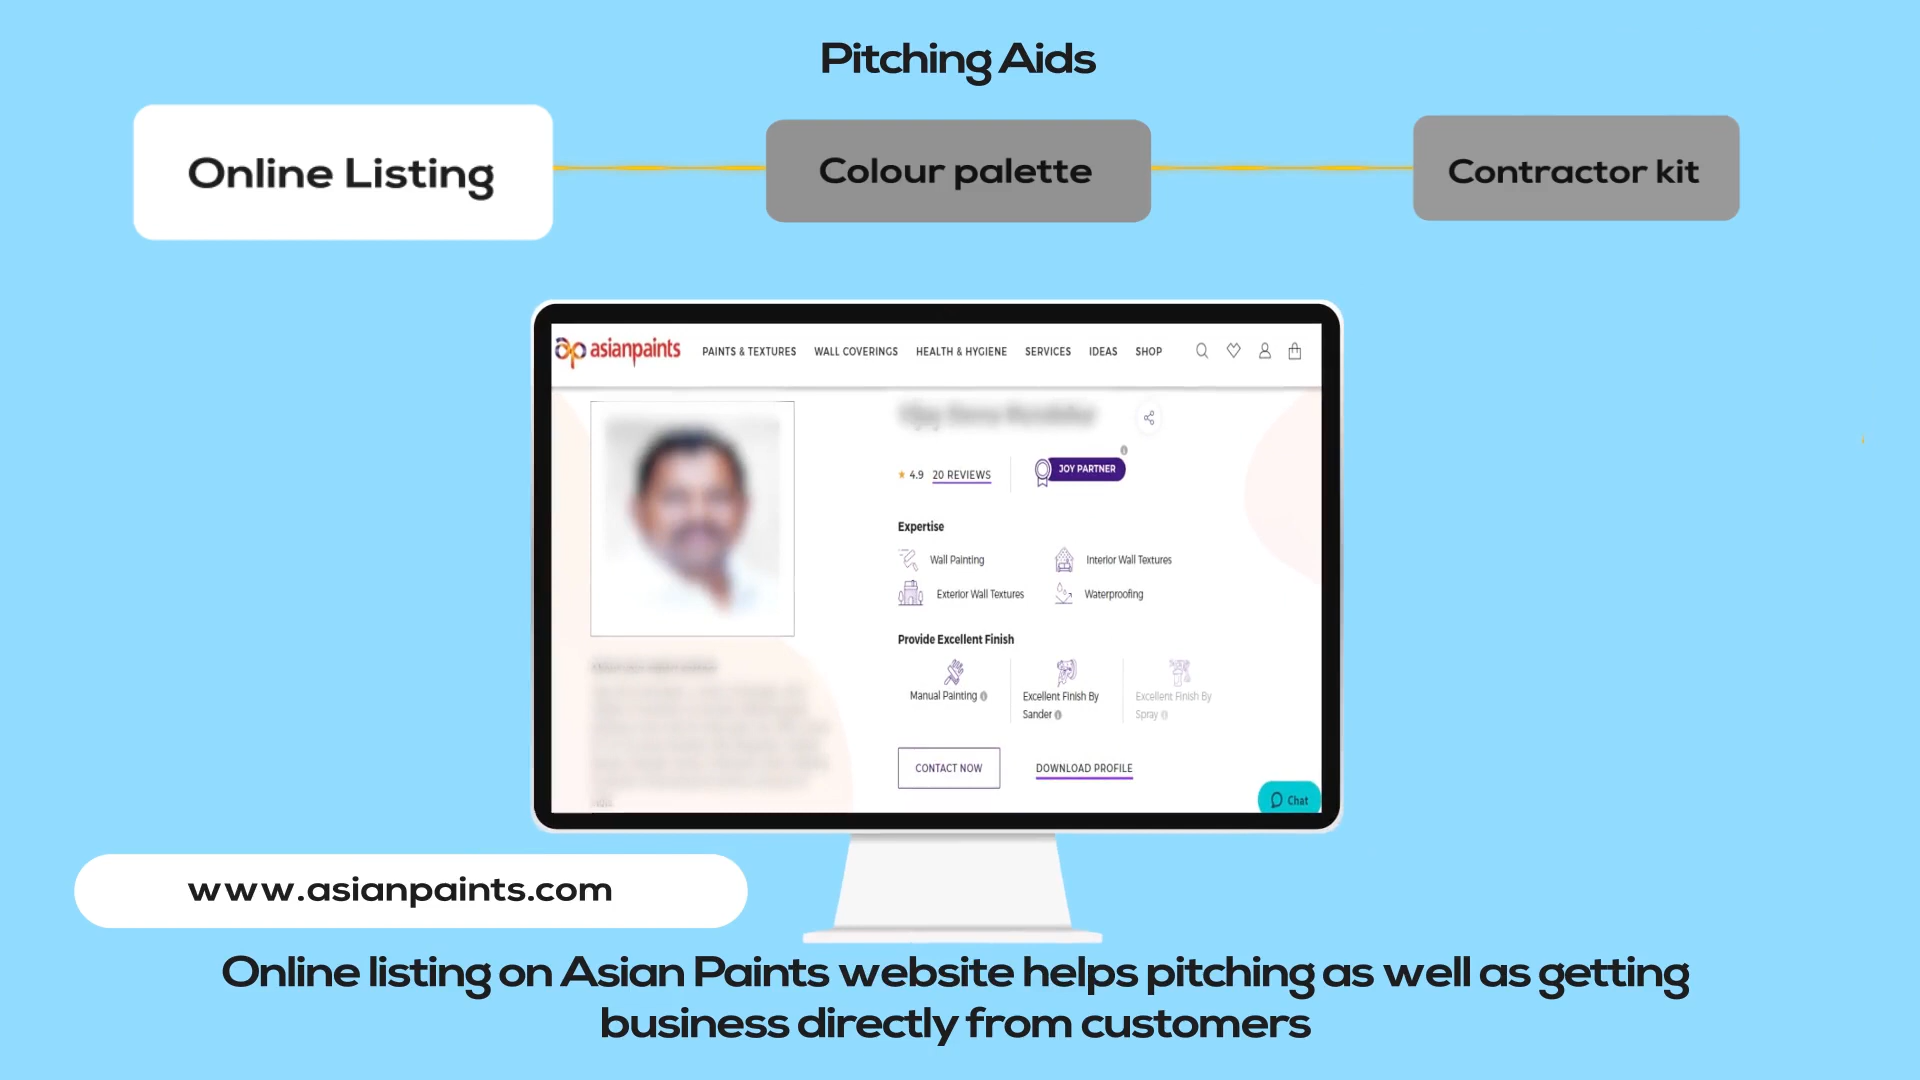 Pitching Aids
Online Listing
Colour palette
Contractor kit
asianpaints
PAINTS & TEXTURES
WALL COVERINGS
HEALTH & HYGIENE
SERVICES
IDEAS
SHOP
4.9
20 REVIEWS
JOY PARTNER
Expertise
Wall Painting
Interior Wall Textures
Exterior Wall Textures
Waterproofing
Provide Excellent Finish
Manual Painting
Excellent Finish By
Sander
Excellent Finish By
Spray
CONTACT NOW
DOWNLOAD PROFILE
Chat
www.asianpaints.com
Online listing on Asian Paints website helps pitching as well as getting
business directly from customers